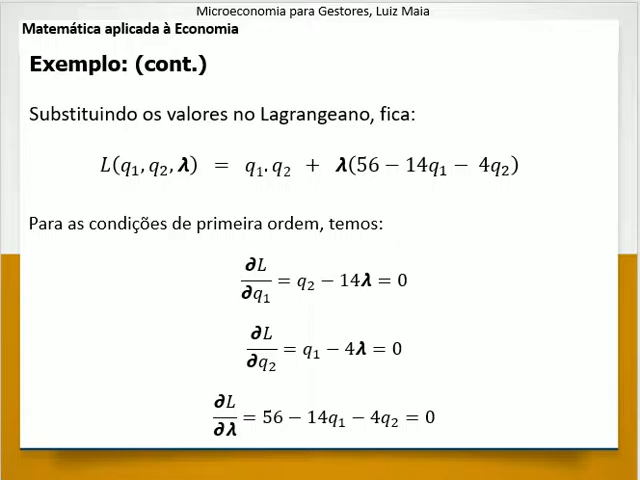 Microeconomia para Gestores, Luiz Maia
Matemática aplicada à Economia
Exemplo: (cont.)
Substituindo os valores no Lagrangeano, fica:
L(q₁, q₂, λ) = q₁. q₂ + λ(56 − 14q₁ − 4q₂)
Para as condições de primeira ordem, temos:
∂L/∂q₁ = q₂ − 14λ = 0
∂L/∂q₂ = q₁ − 4λ = 0
∂L/∂λ = 56 − 14q₁ − 4q₂ = 0